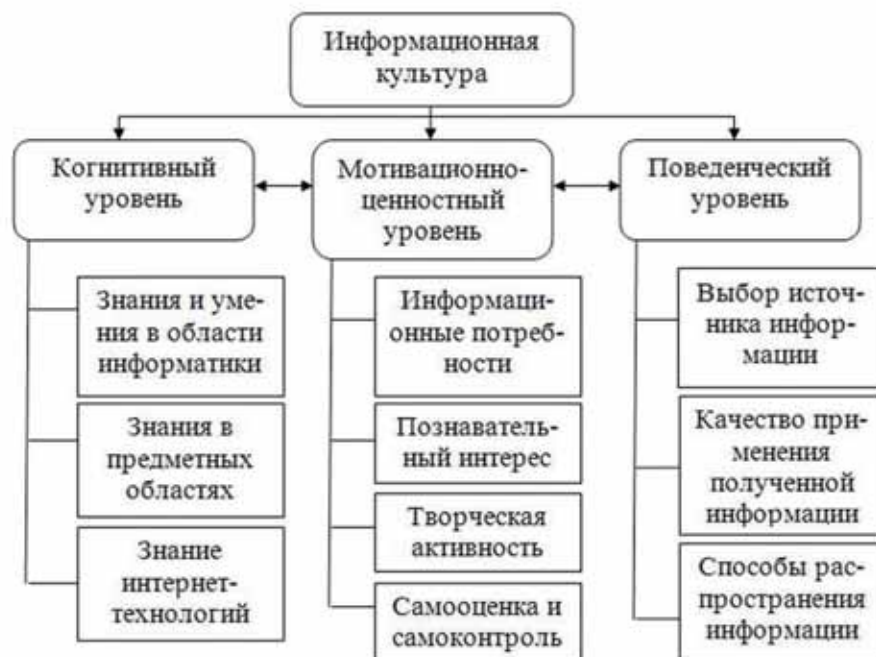 Информационная
культура
Когнитивный
уровень
Мотивационно-
ценностный
уровень
Поведенческий
уровень
Знания и уме-
ния в области
информатики
Знания в
предметных
областях
Знание
интернет-
технологий
Информаци-
онные потреб-
ности
Познаватель-
ный интерес
Творческая
активность
Самооценка и
самоконтроль
Выбор источ-
ника инфор-
мации
Качество при-
менения
полученной
информации
Способы рас-
пространения
информации